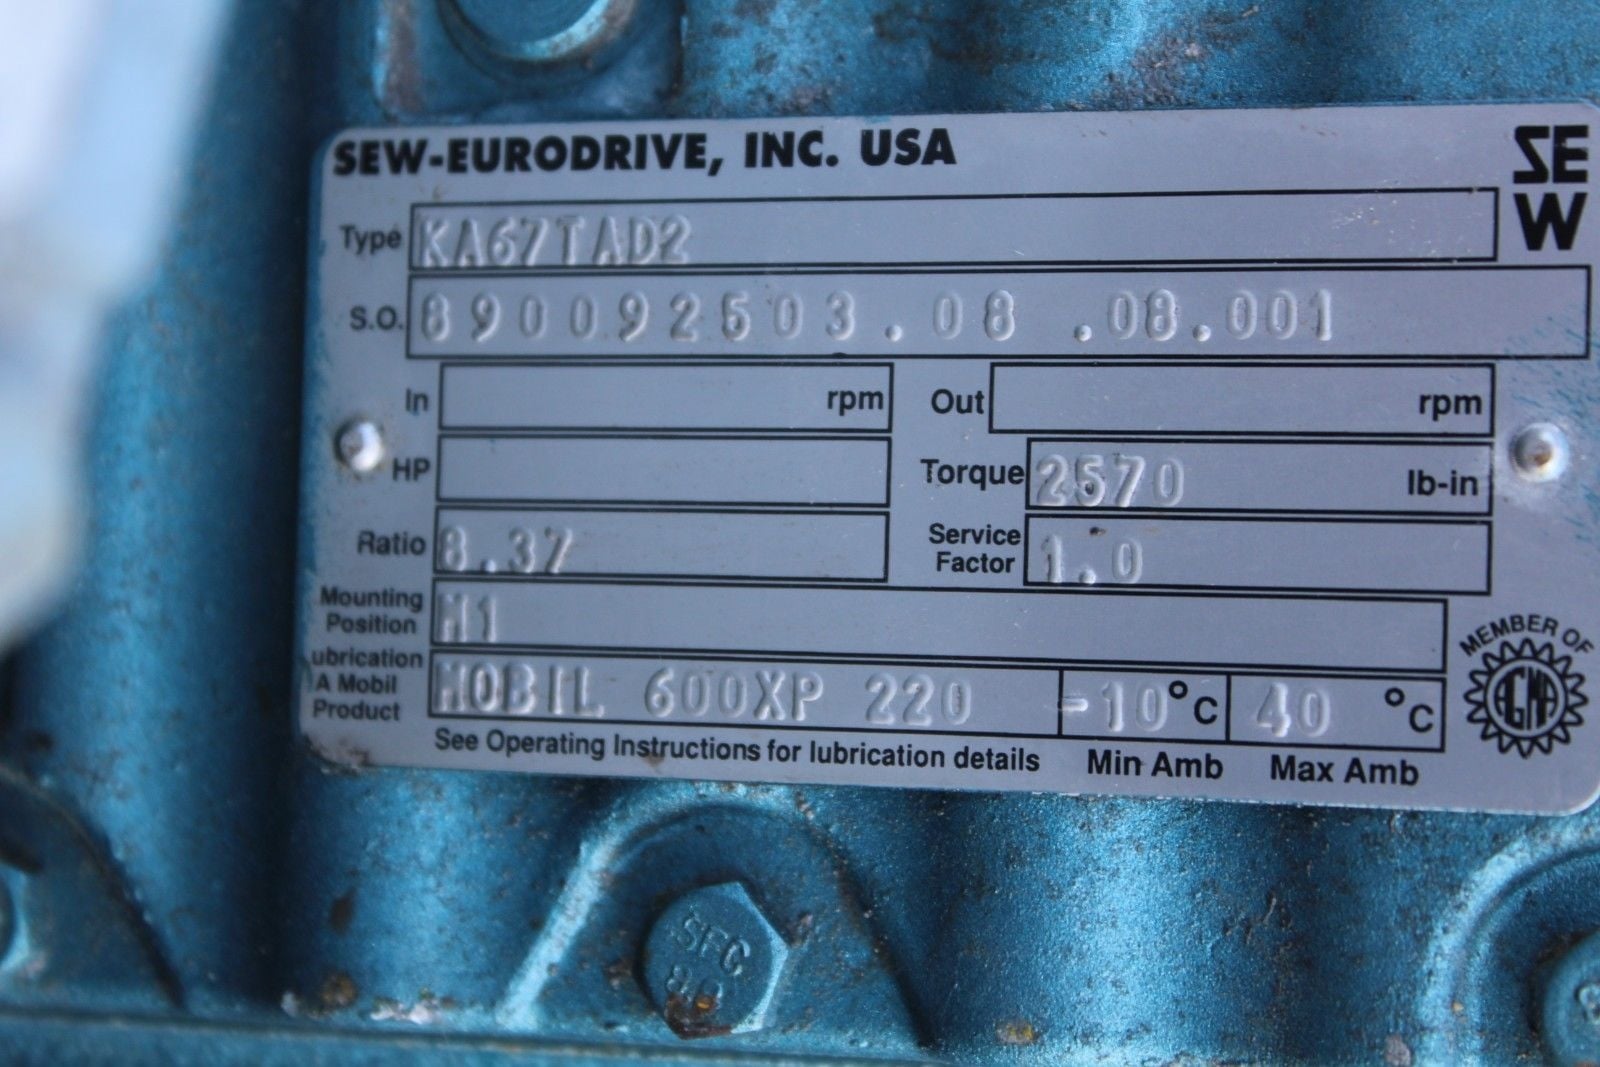 SEW-EURODRIVE, INC. USA
SE
W
Type KA67TAD2
S.O. 890092503.08 .08.001
In rpm Out rpm
HP Torque 2570 lb-in
Ratio 8.37 Service
Factor 1.0
Mounting
Position M1
ubrication
A Mobil
Product MOBIL 600XP 220 -10°C 40 °C
See Operating Instructions for lubrication details Min Amb Max Amb
MEMBER OF
AGMA
SFC
8.8